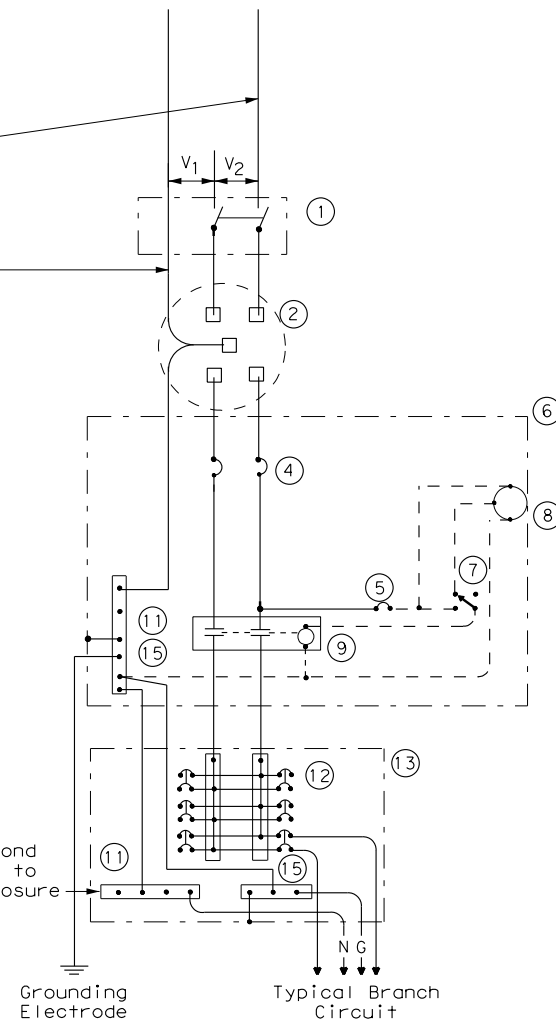 V1
V2
1
2
6
4
8
7
5
11
15
9
13
12
ond
to
osure
11
15
N G
Grounding
Electrode
Typical Branch
Circuit